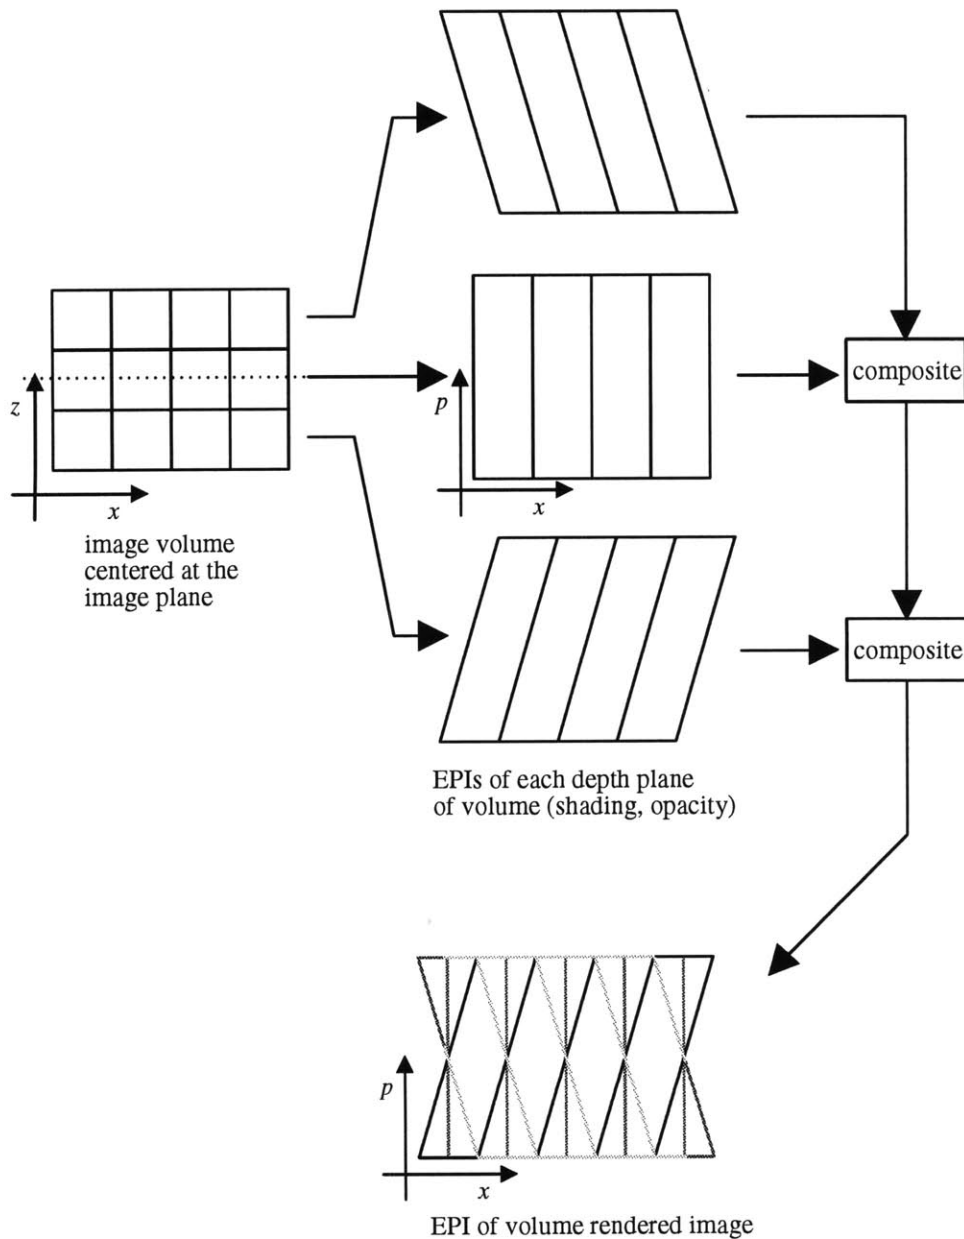 composite
z
p
x
x
image volume
centered at the
image plane
composite
EPIs of each depth plane
of volume (shading, opacity)
p
x
EPI of volume rendered image